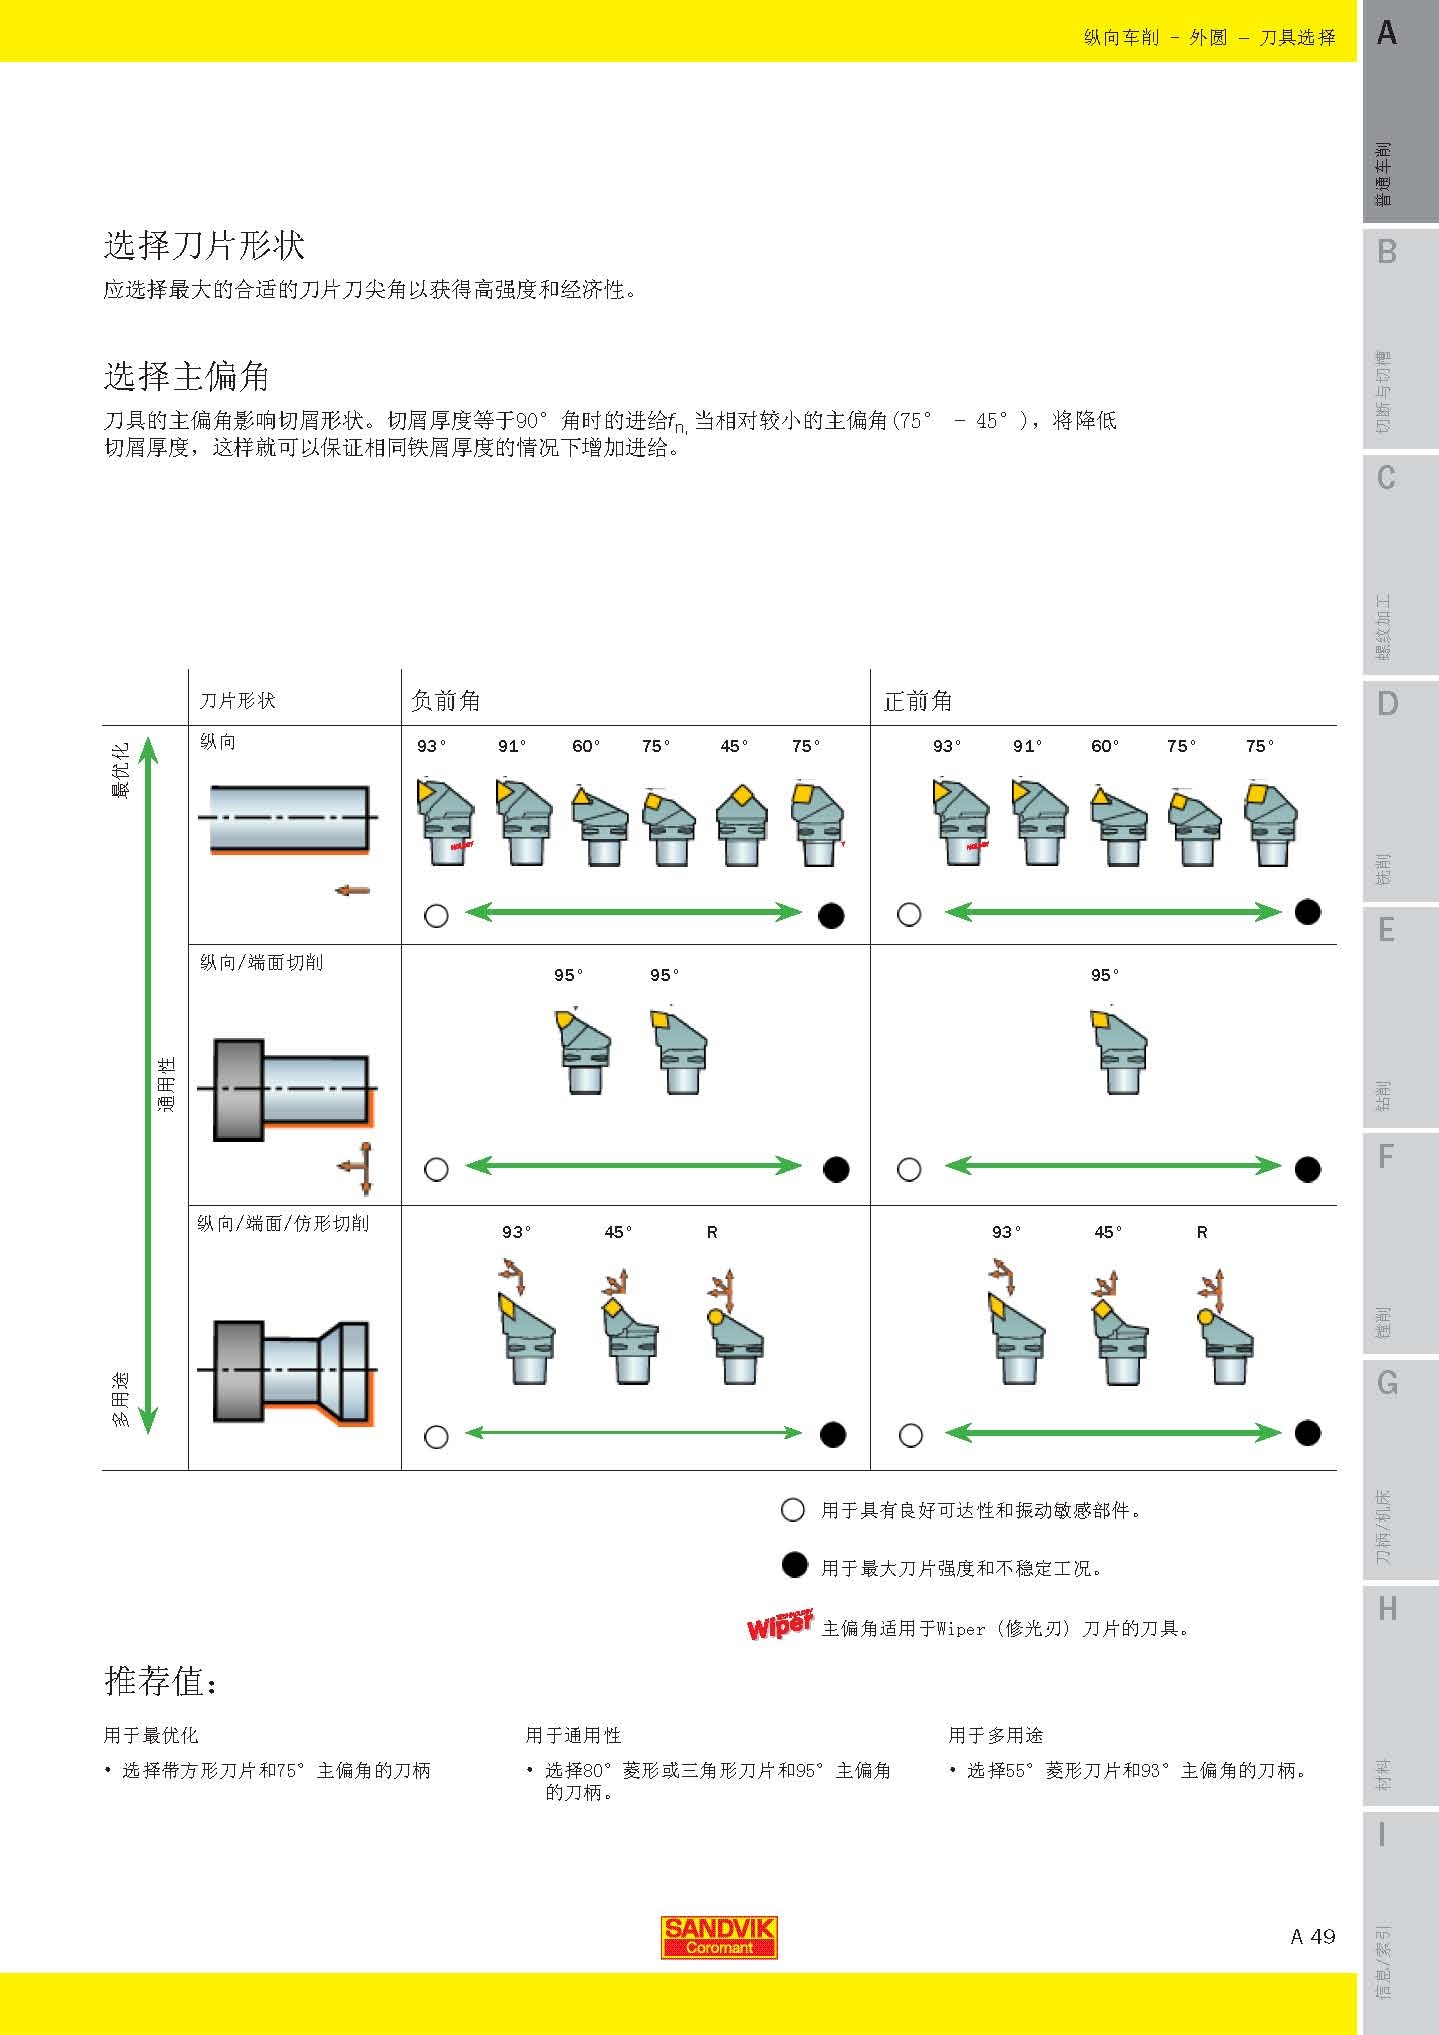 纵向车削 - 外圆 – 刀具选择
选择刀片形状
应选择最大的合适的刀片刀尖角以获得高强度和经济性。
选择主偏角
刀具的主偏角影响切屑形状。切屑厚度等于90° 角时的进给fn, 当相对较小的主偏角(75° - 45°)，将降低
切屑厚度，这样就可以保证相同铁屑厚度的情况下增加进给。
刀片形状 负前角 正前角
最优化
通用性
多用途
纵向
93° 91° 60° 75° 45° 75°
93° 91° 60° 75° 75°
纵向/端面切削
95° 95°
95°
纵向/端面/仿形切削
93° 45° R
93° 45° R
用于具有良好可达性和振动敏感部件。
用于最大刀片强度和不稳定工况。
TECHNOLOGY
Wiper 主偏角适用于Wiper（修光刃）刀片的刀具。
推荐值：
用于最优化
• 选择带方形刀片和75° 主偏角的刀柄
用于通用性
• 选择80° 菱形或三角形刀片和95° 主偏角
的刀柄。
用于多用途
• 选择55° 菱形刀片和93° 主偏角的刀柄。
SANDVIK
Coromant
A 49
A
普通车削
B
切断与切槽
C
螺纹加工
D
铣削
E
钻削
F
镗削
G
刀柄/机床
H
材料
I
信息/索引